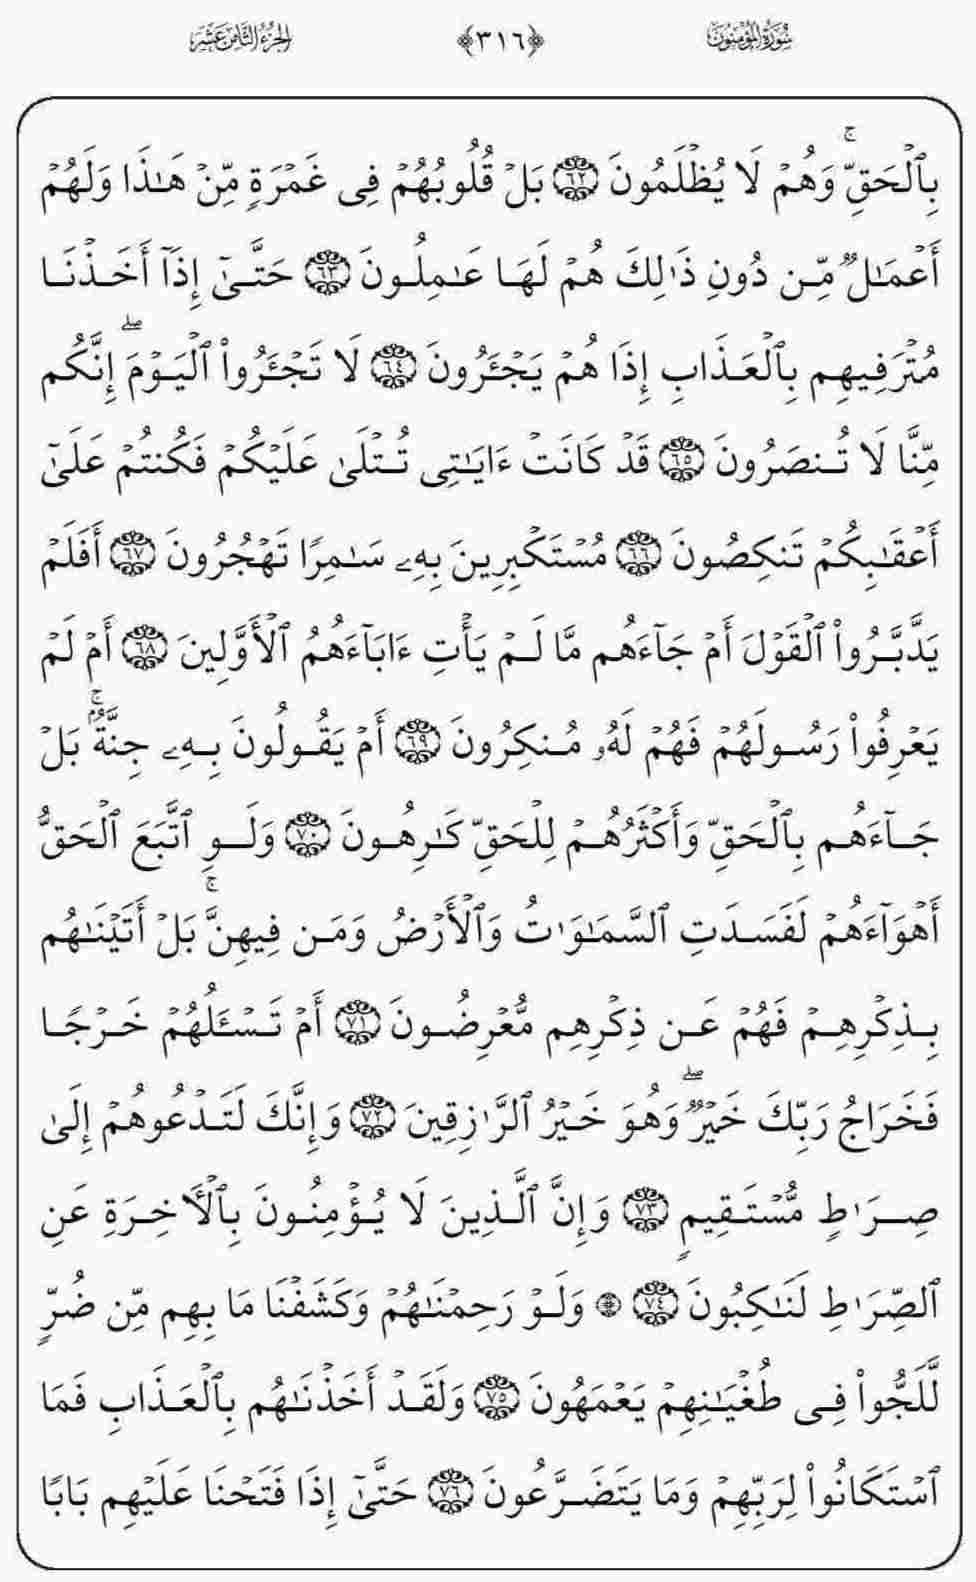 سُورَةُ المُؤْمِنُونَ ﴿٣١٦﴾ الجُزْءُ الثَّامِنَ عَشَرَ
بِٱلۡحَقِّۚ وَهُمۡ لَا يُظۡلَمُونَ ٦٢ بَلۡ قُلُوبُهُمۡ فِى غَمۡرَةٍ مِّنۡ هَٰذَا وَلَهُمۡ
أَعۡمَٰلٌ مِّن دُونِ ذَٰلِكَ هُمۡ لَهَا عَٰمِلُونَ ٦٣ حَتَّىٰٓ إِذَآ أَخَذۡنَا
مُتۡرَفِيهِم بِٱلۡعَذَابِ إِذَا هُمۡ يَجۡـَٔرُونَ ٦٤ لَا تَجۡـَٔرُواْ ٱلۡيَوۡمَۖ إِنَّكُم
مِّنَّا لَا تُنصَرُونَ ٦٥ قَدۡ كَانَتۡ ءَايَٰتِى تُتۡلَىٰ عَلَيۡكُمۡ فَكُنتُمۡ عَلَىٰٓ
أَعۡقَٰبِكُمۡ تَنكِصُونَ ٦٦ مُسۡتَكۡبِرِينَ بِهِۦ سَٰمِرًا تَهۡجُرُونَ ٦٧ أَفَلَمۡ
يَدَّبَّرُواْ ٱلۡقَوۡلَ أَمۡ جَآءَهُم مَّا لَمۡ يَأۡتِ ءَابَآءَهُمُ ٱلۡأَوَّلِينَ ٦٨ أَمۡ لَمۡ
يَعۡرِفُواْ رَسُولَهُمۡ فَهُمۡ لَهُۥ مُنكِرُونَ ٦٩ أَمۡ يَقُولُونَ بِهِۦ جِنَّةُۢۚ بَلۡ
جَآءَهُم بِٱلۡحَقِّ وَأَكۡثَرُهُمۡ لِلۡحَقِّ كَٰرِهُونَ ٧٠ وَلَوِ ٱتَّبَعَ ٱلۡحَقُّ
أَهۡوَآءَهُمۡ لَفَسَدَتِ ٱلسَّمَٰوَٰتُ وَٱلۡأَرۡضُ وَمَن فِيهِنَّۚ بَلۡ أَتَيۡنَٰهُم
بِذِكۡرِهِمۡ فَهُمۡ عَن ذِكۡرِهِم مُّعۡرِضُونَ ٧١ أَمۡ تَسۡـَٔلُهُمۡ خَرۡجًا
فَخَرَاجُ رَبِّكَ خَيۡرٌۖ وَهُوَ خَيۡرُ ٱلرَّٰزِقِينَ ٧٢ وَإِنَّكَ لَتَدۡعُوهُمۡ إِلَىٰ
صِرَٰطٍ مُّسۡتَقِيمٍ ٧٣ وَإِنَّ ٱلَّذِينَ لَا يُؤۡمِنُونَ بِٱلۡأٓخِرَةِ عَنِ
ٱلصِّرَٰطِ لَنَٰكِبُونَ ٧٤ ۞ وَلَوۡ رَحِمۡنَٰهُمۡ وَكَشَفۡنَا مَا بِهِم مِّن ضُرٍّ
لَّلَجُّواْ فِى طُغۡيَٰنِهِمۡ يَعۡمَهُونَ ٧٥ وَلَقَدۡ أَخَذۡنَٰهُم بِٱلۡعَذَابِ فَمَا
ٱسۡتَكَانُواْ لِرَبِّهِمۡ وَمَا يَتَضَرَّعُونَ ٧٦ حَتَّىٰٓ إِذَا فَتَحۡنَا عَلَيۡهِم بَابًا